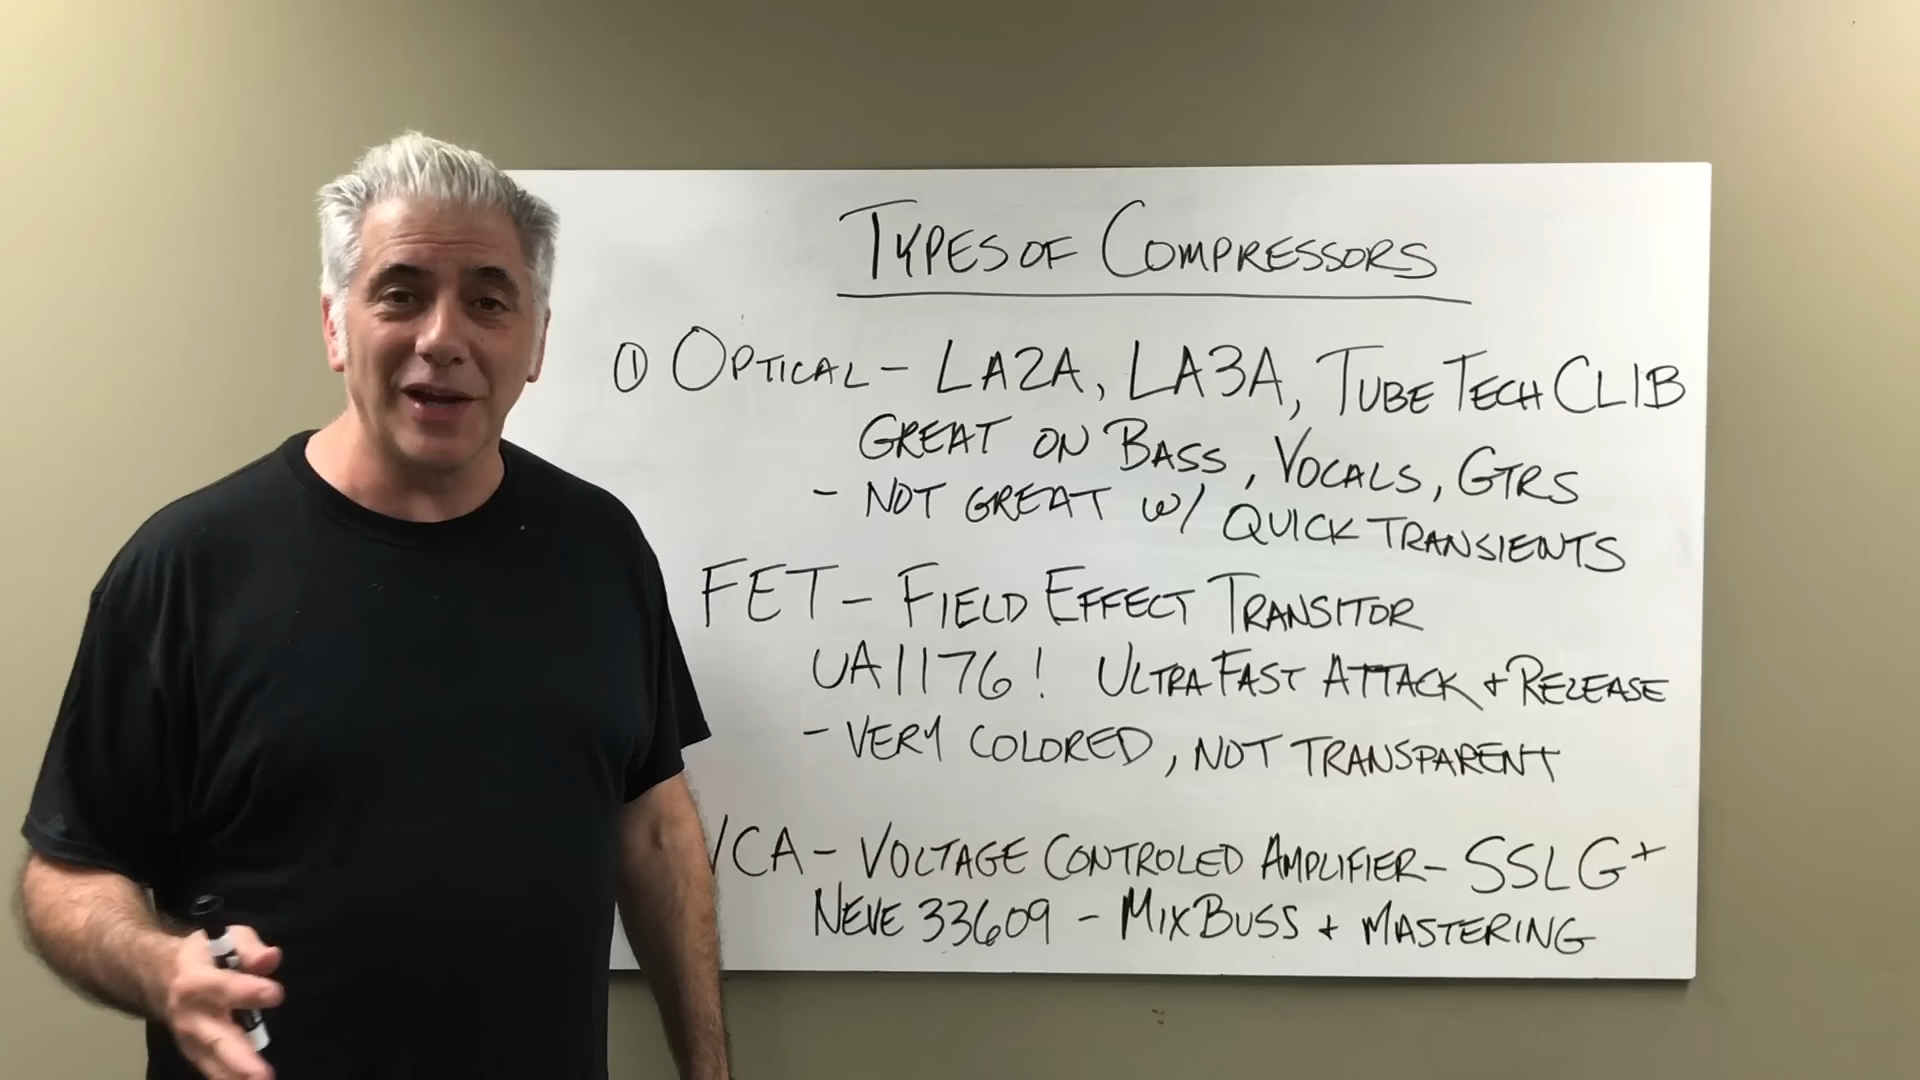 TYPES OF COMPRESSORS
① OPTICAL - LA2A, LA3A, TUBE TECH CL1B
GREAT ON BASS, VOCALS, GTRS
- NOT GREAT W/ QUICK TRANSIENTS
FET - FIELD EFFECT TRANSITOR
UA1176! ULTRA FAST ATTACK + RELEASE
- VERY COLORED, NOT TRANSPARENT
VCA - VOLTAGE CONTROLED AMPLIFIER - SSL G+
NEVE 33609 - MIXBUSS + MASTERING